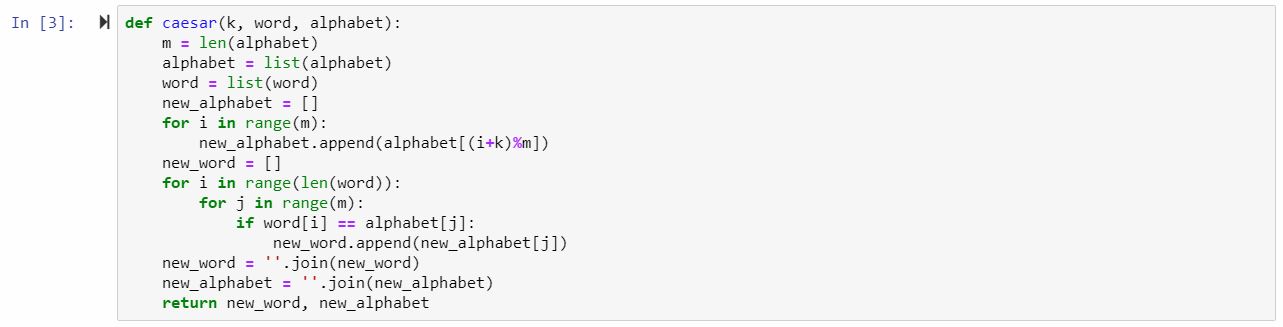 In [3]: def caesar(k, word, alphabet):
    m = len(alphabet)
    alphabet = list(alphabet)
    word = list(word)
    new_alphabet = []
    for i in range(m):
        new_alphabet.append(alphabet[(i+k)%m])
    new_word = []
    for i in range(len(word)):
        for j in range(m):
            if word[i] == alphabet[j]:
                new_word.append(new_alphabet[j])
    new_word = ''.join(new_word)
    new_alphabet = ''.join(new_alphabet)
    return new_word, new_alphabet